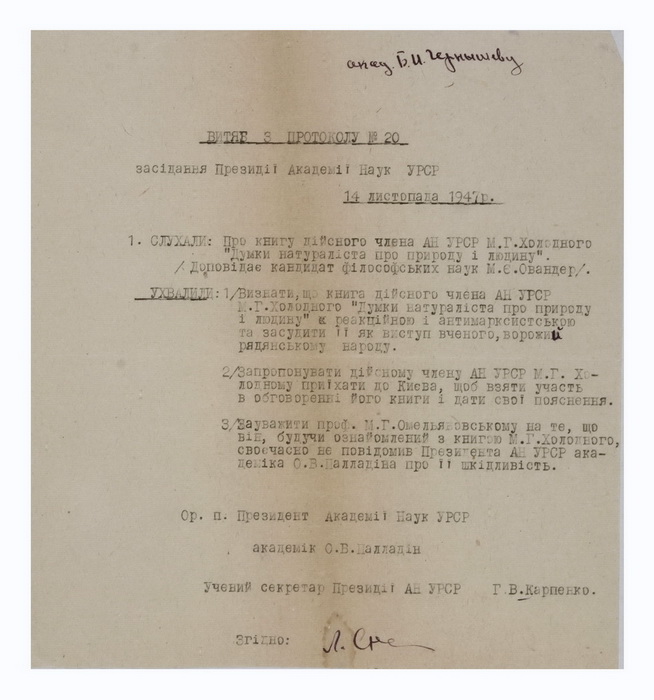 акад. Б.И. Чернышеву
ВИТЯГ З ПРОТОКОЛУ № 20
засідання Президії Академії Наук УРСР
14 листопада 1947р.
1. СЛУХАЛИ: Про книгу дійсного члена АН УРСР М.Г.Холодного
"Думки натураліста про природу і людину".
/ Доповідає кандидат філософських наук М.Є.Овандер/.
УХВАЛИЛИ: 1/Визнати,що книга дійсного члена АН УРСР
М.Г.Холодного "Думки натураліста про природу
і людину" є реакційною і антимарксистською
та засудити її як виступ вченого,ворожий
рядянському народу.
2/Запропонувати дійсному члену АН УРСР М.Г. Хо-
лодному приїхати до Києва, щоб взяти участь
в обговоренні його книги і дати свої пояснення.
3/Зауважити проф. М.Г.Омельяновському на те, що
він, будучи ознайомлений з книгою М.Г.Холодного,
своєчасно не повідомив Президента АН УРСР ака-
деміка О.В.Палладіна про її шкідливість.
Ор. п. Президент Академії Наук УРСР
академік О.В.Палладін
Учений секретар Президії АН УРСР Г.В.Карпенко.
Згідно: